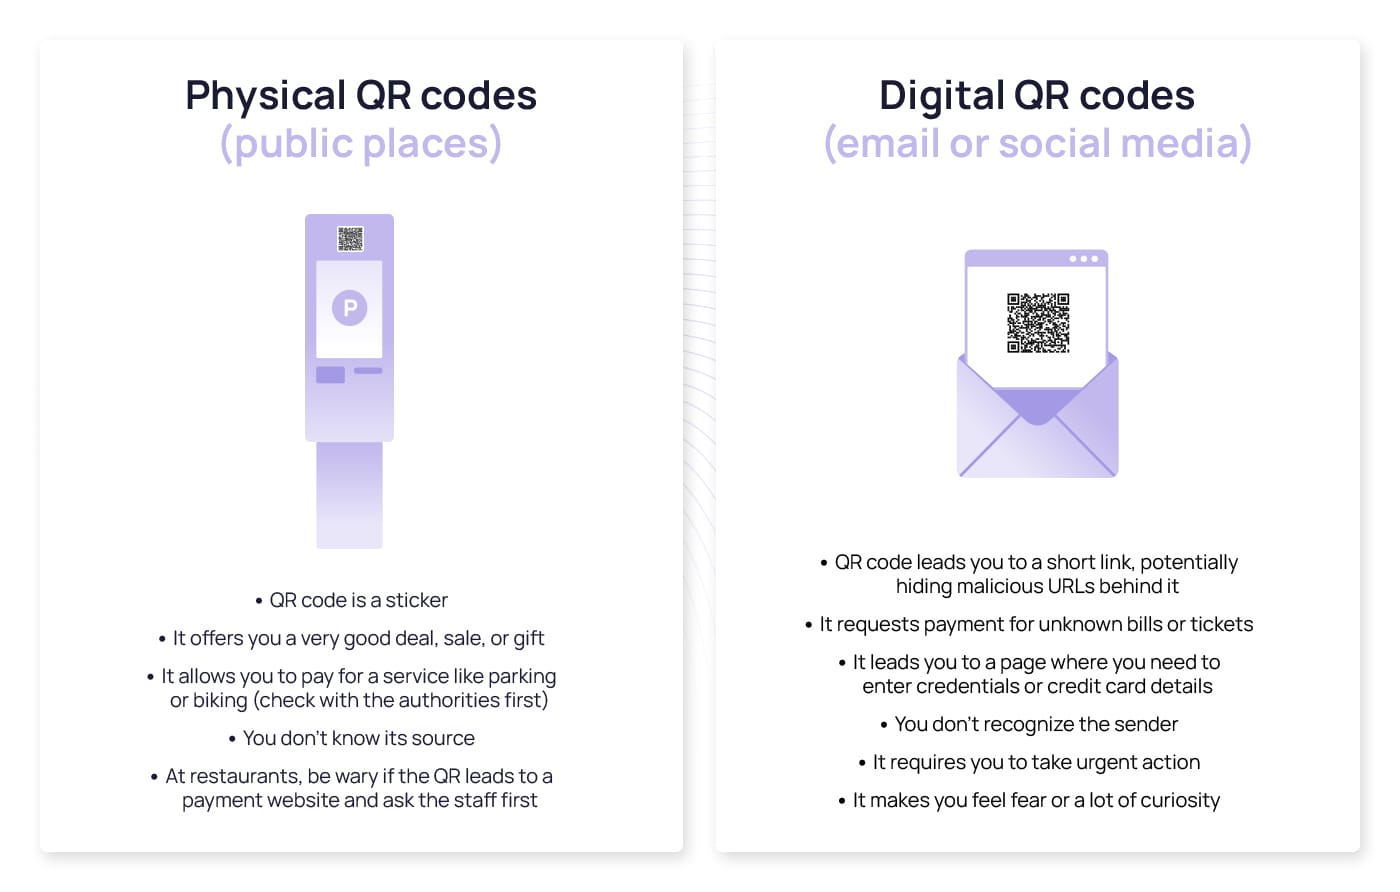 Physical QR codes
(public places)
P
• QR code is a sticker
• It offers you a very good deal, sale, or gift
• It allows you to pay for a service like parking
or biking (check with the authorities first)
• You don’t know its source
• At restaurants, be wary if the QR leads to a
payment website and ask the staff first
Digital QR codes
(email or social media)
• QR code leads you to a short link, potentially
hiding malicious URLs behind it
• It requests payment for unknown bills or tickets
• It leads you to a page where you need to
enter credentials or credit card details
• You don’t recognize the sender
• It requires you to take urgent action
• It makes you feel fear or a lot of curiosity